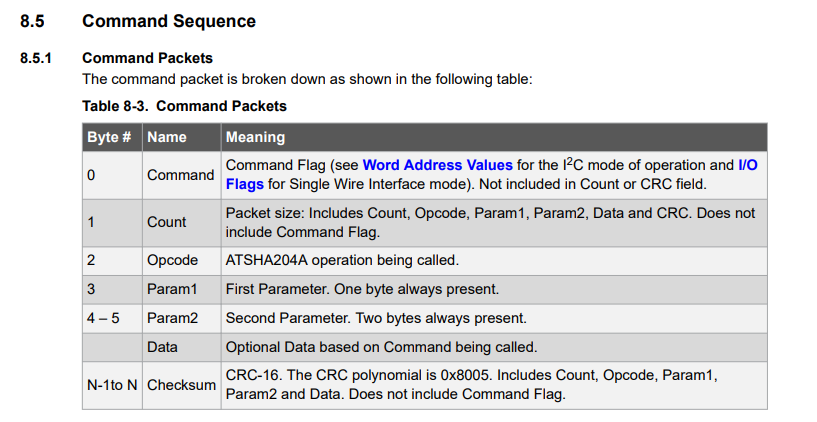 8.5 Command Sequence
8.5.1 Command Packets
The command packet is broken down as shown in the following table:
Table 8-3. Command Packets
Byte # Name Meaning
0 Command Command Flag (see Word Address Values for the I2C mode of operation and I/O
Flags for Single Wire Interface mode). Not included in Count or CRC field.
1 Count Packet size: Includes Count, Opcode, Param1, Param2, Data and CRC. Does not
include Command Flag.
2 Opcode ATSHA204A operation being called.
3 Param1 First Parameter. One byte always present.
4 – 5 Param2 Second Parameter. Two bytes always present.
Data Optional Data based on Command being called.
N-1to N Checksum CRC-16. The CRC polynomial is 0x8005. Includes Count, Opcode, Param1,
Param2 and Data. Does not include Command Flag.